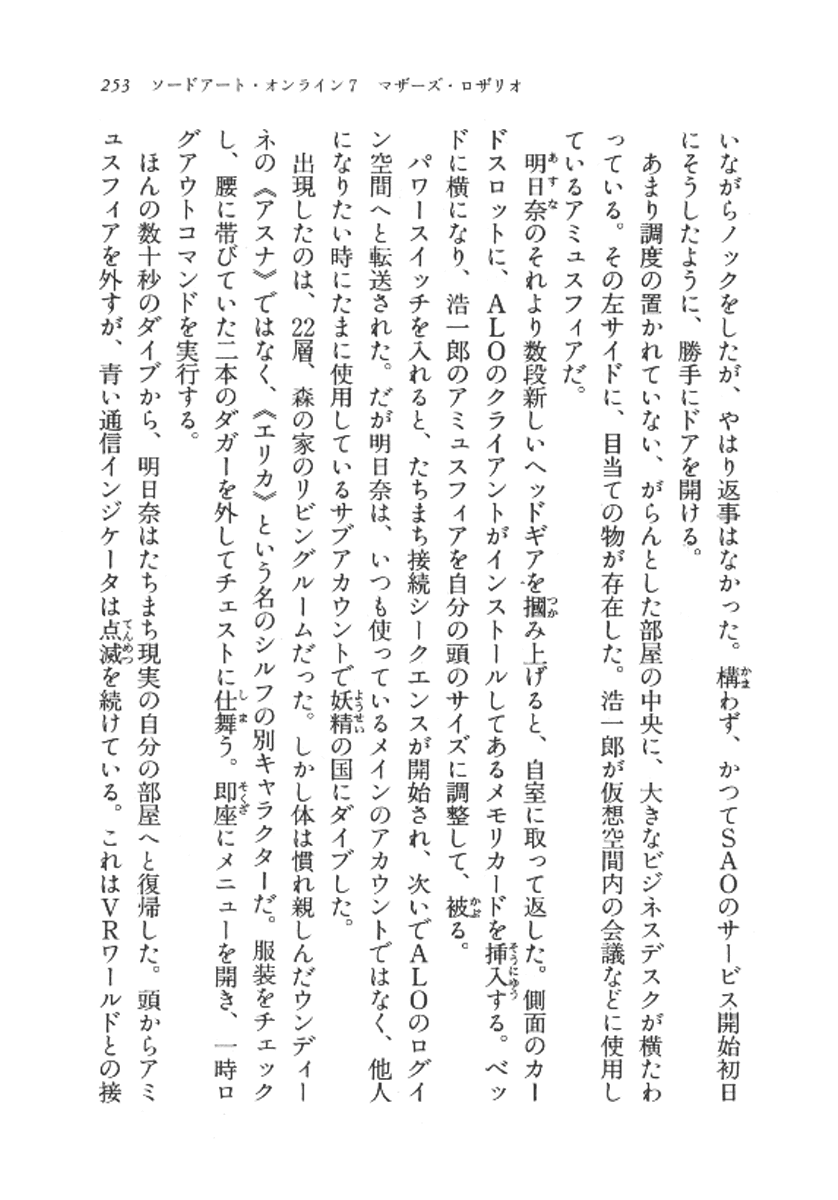 253 ソードアート・オンライン7 マザーズ・ロザリオ
いながらノックをしたが、やはり返事はなかった。構わず、かつてSAOのサービス開始初日
にそうしたように、勝手にドアを開ける。
あまり調度の置かれていない、がらんとした部屋の中央に、大きなビジネスデスクが横たわ
っている。その左サイドに、目当ての物が存在した。浩一郎が仮想空間内の会議などに使用し
ているアミュスフィアだ。
明日奈のそれより数段新しいヘッドギアを摑み上げると、自室に取って返した。側面のカー
ドスロットに、ALOのクライアントがインストールしてあるメモリカードを挿入する。ベッ
ドに横になり、浩一郎のアミュスフィアを自分の頭のサイズに調整して、被る。
パワースイッチを入れると、たちまち接続シークエンスが開始され、次いでALOのログイ
ン空間へと転送された。だが明日奈は、いつも使っているメインのアカウントではなく、他人
になりたい時にたまに使用しているサブアカウントで妖精の国にダイブした。
出現したのは、22層、森の家のリビングルームだった。しかし体は慣れ親しんだウンディー
ネの《アスナ》ではなく、《エリカ》という名のシルフの別キャラクターだ。服装をチェック
し、腰に帯びていた二本のダガーを外してチェストに仕舞う。即座にメニューを開き、一時ロ
グアウトコマンドを実行する。
ほんの数十秒のダイブから、明日奈はたちまち現実の自分の部屋へと復帰した。頭からアミ
ュスフィアを外すが、青い通信インジケータは点滅を続けている。これはVRワールドとの接